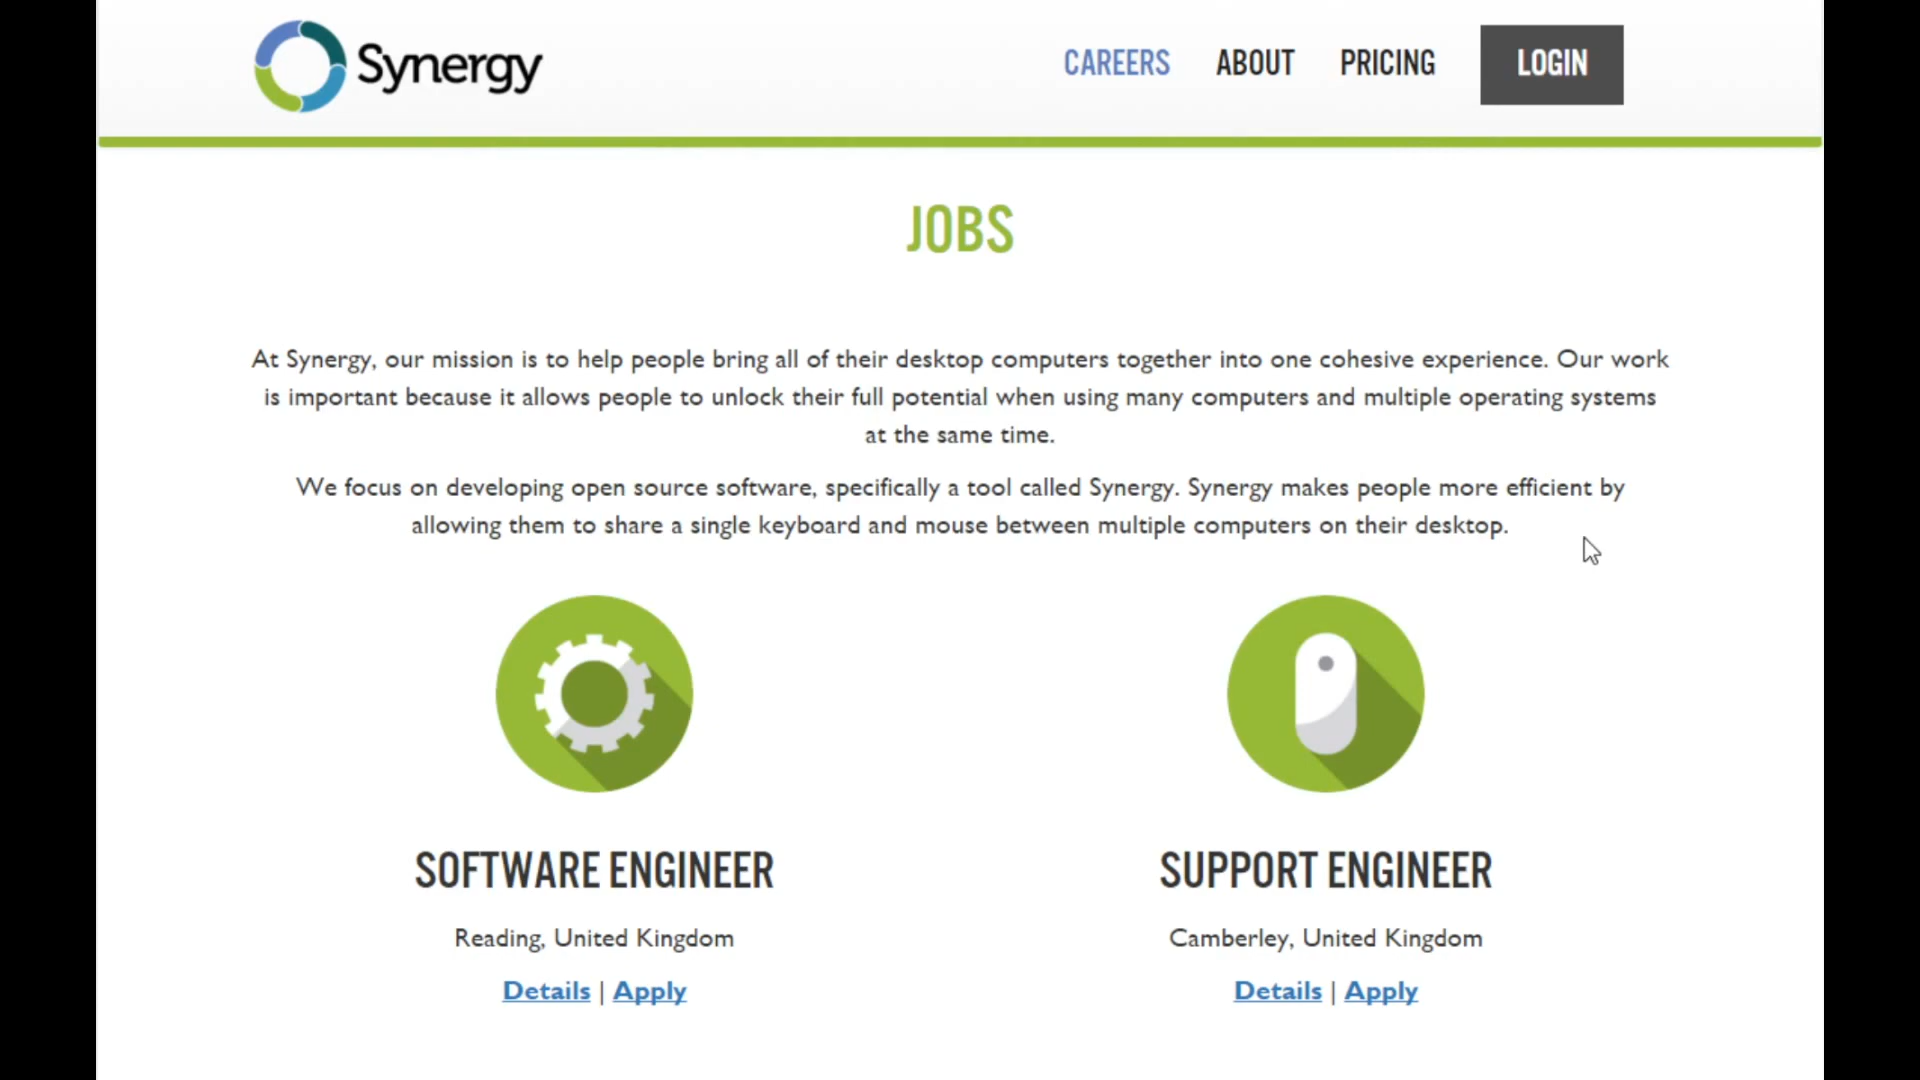 Synergy
CAREERS ABOUT PRICING LOGIN
JOBS
At Synergy, our mission is to help people bring all of their desktop computers together into one cohesive experience. Our work
is important because it allows people to unlock their full potential when using many computers and multiple operating systems
at the same time.
We focus on developing open source software, specifically a tool called Synergy. Synergy makes people more efficient by
allowing them to share a single keyboard and mouse between multiple computers on their desktop.
SOFTWARE ENGINEER
Reading, United Kingdom
Details | Apply
SUPPORT ENGINEER
Camberley, United Kingdom
Details | Apply